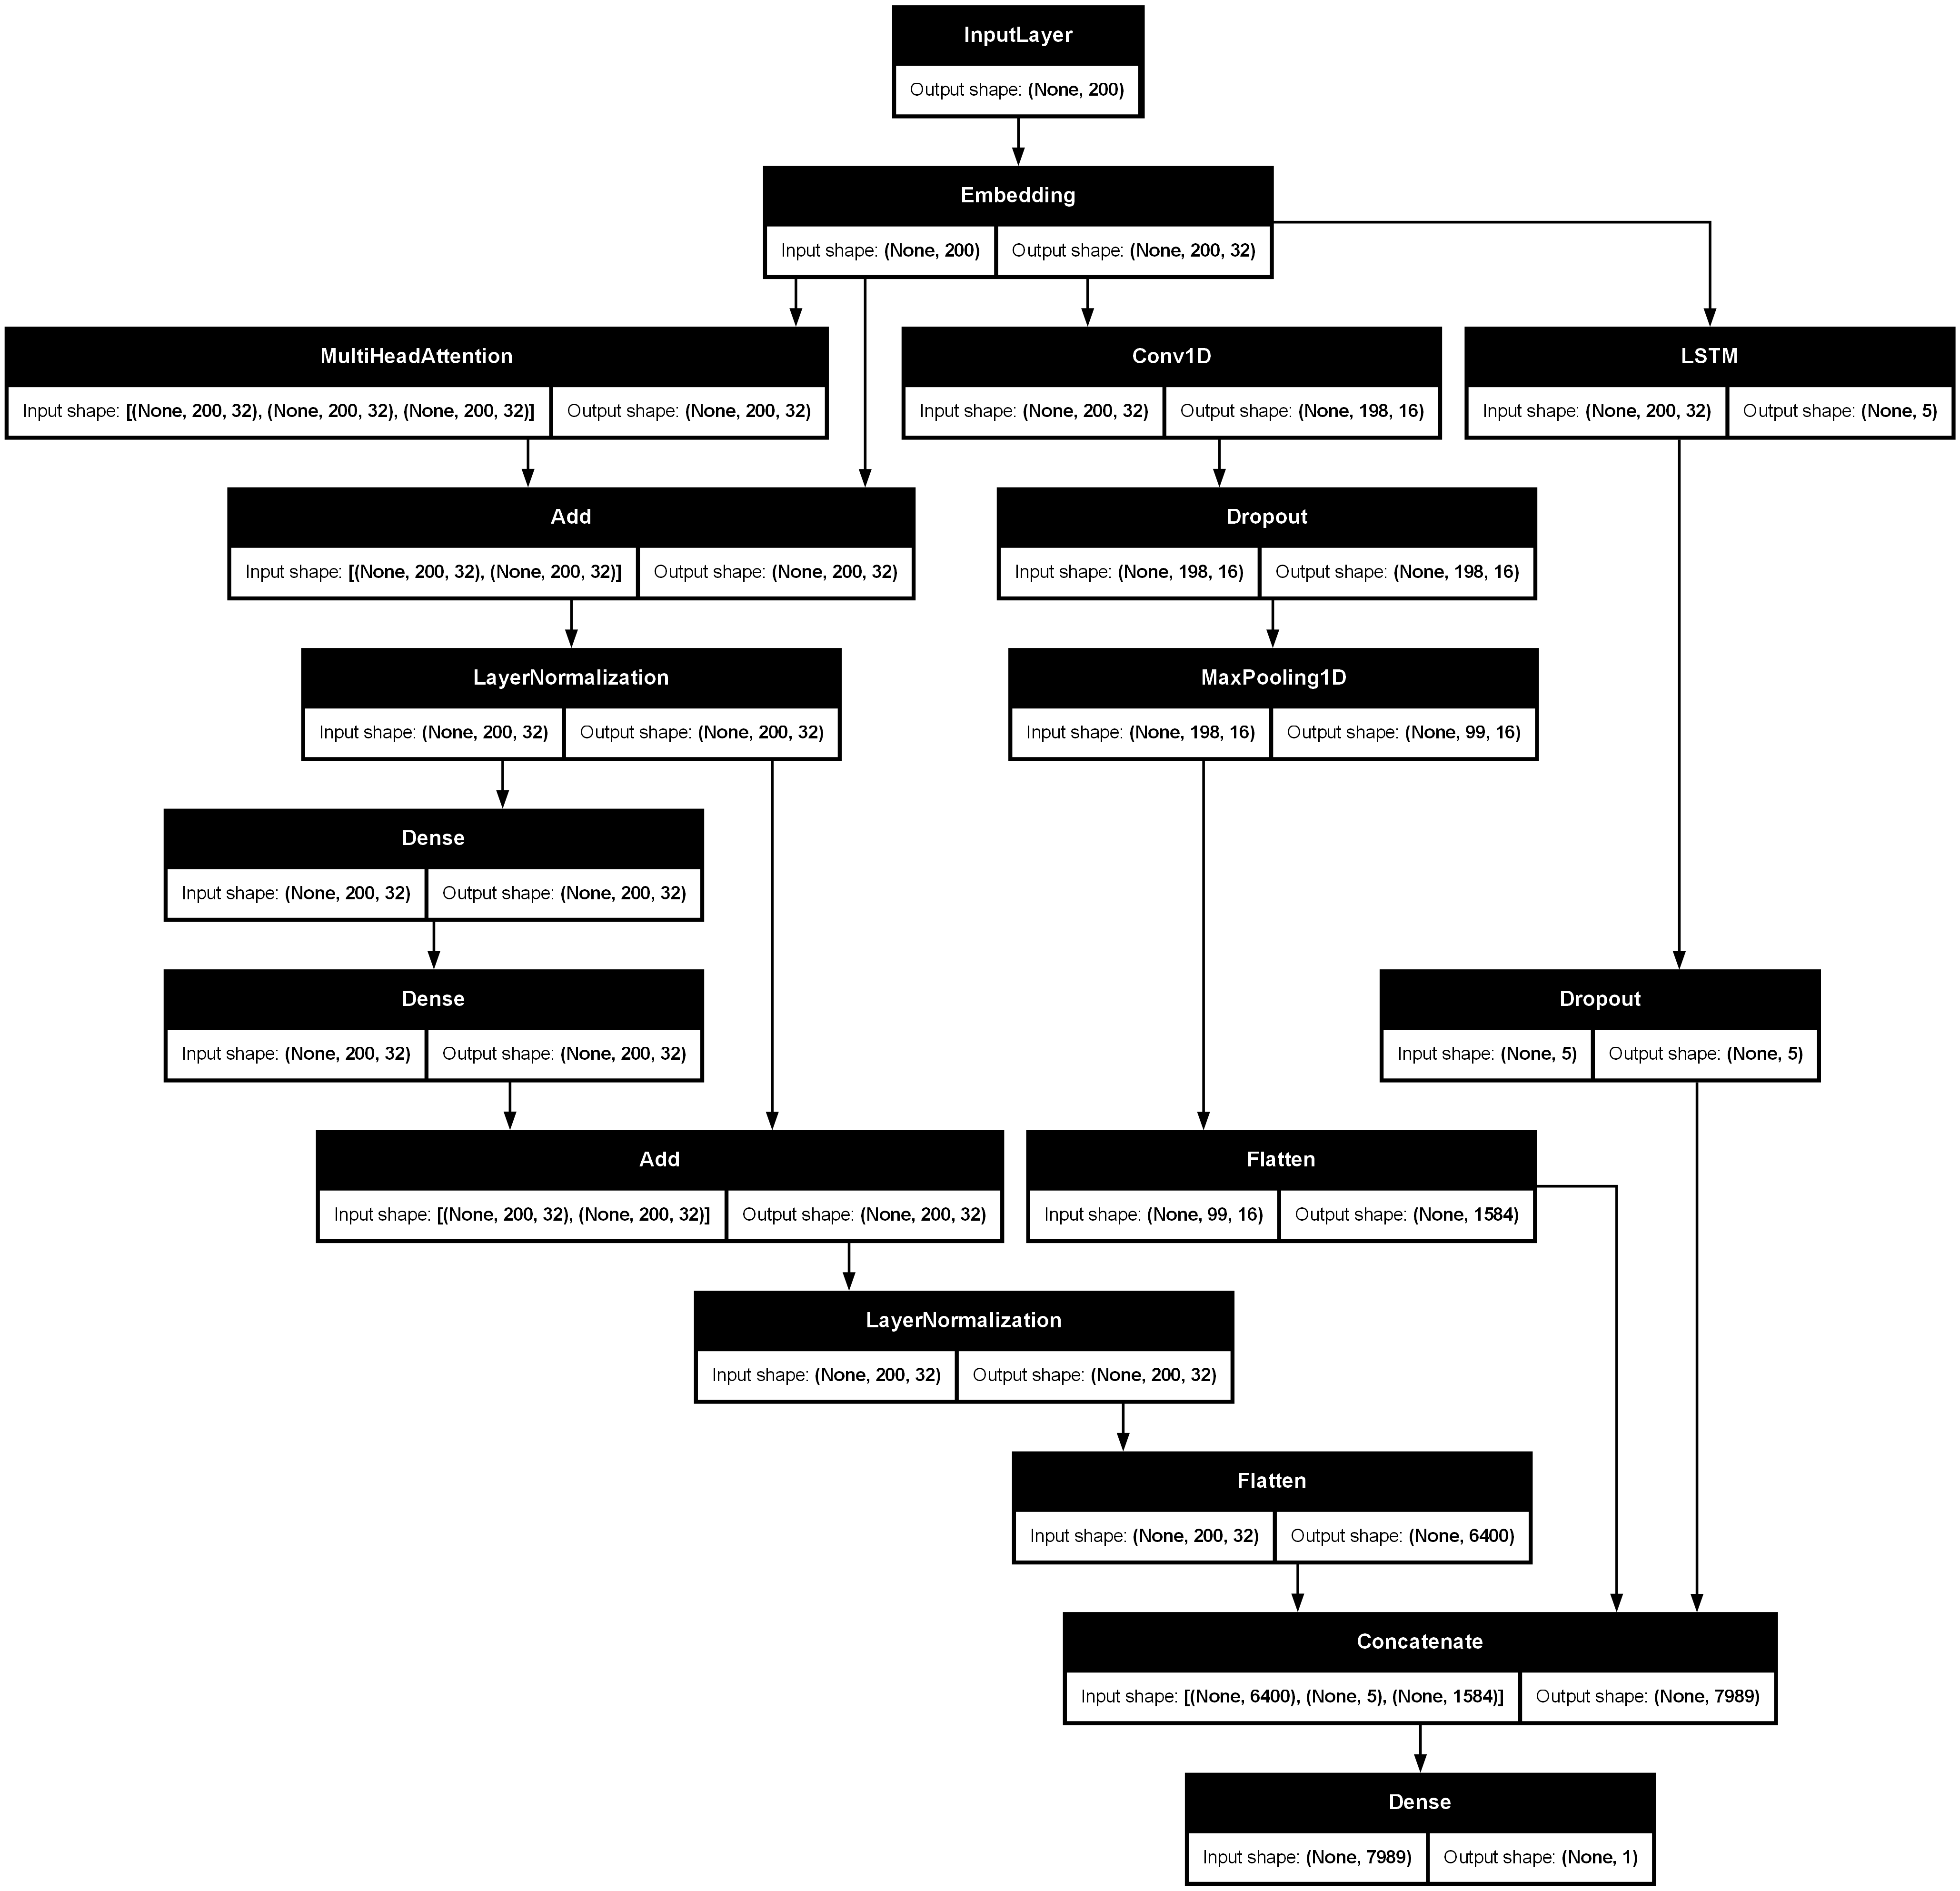 InputLayer
Output shape: (None, 200)
Embedding
Input shape: (None, 200) Output shape: (None, 200, 32)
MultiHeadAttention
Input shape: [(None, 200, 32), (None, 200, 32), (None, 200, 32)] Output shape: (None, 200, 32)
Conv1D
Input shape: (None, 200, 32) Output shape: (None, 198, 16)
LSTM
Input shape: (None, 200, 32) Output shape: (None, 5)
Add
Input shape: [(None, 200, 32), (None, 200, 32)] Output shape: (None, 200, 32)
Dropout
Input shape: (None, 198, 16) Output shape: (None, 198, 16)
LayerNormalization
Input shape: (None, 200, 32) Output shape: (None, 200, 32)
MaxPooling1D
Input shape: (None, 198, 16) Output shape: (None, 99, 16)
Dense
Input shape: (None, 200, 32) Output shape: (None, 200, 32)
Dense
Input shape: (None, 200, 32) Output shape: (None, 200, 32)
Dropout
Input shape: (None, 5) Output shape: (None, 5)
Add
Input shape: [(None, 200, 32), (None, 200, 32)] Output shape: (None, 200, 32)
Flatten
Input shape: (None, 99, 16) Output shape: (None, 1584)
LayerNormalization
Input shape: (None, 200, 32) Output shape: (None, 200, 32)
Flatten
Input shape: (None, 200, 32) Output shape: (None, 6400)
Concatenate
Input shape: [(None, 6400), (None, 5), (None, 1584)] Output shape: (None, 7989)
Dense
Input shape: (None, 7989) Output shape: (None, 1)